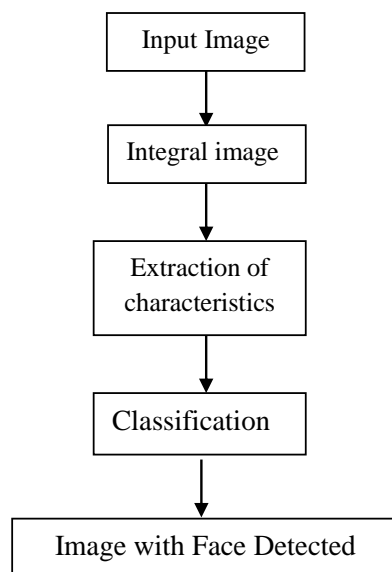 Input Image
Integral image
Extraction of
characteristics
Classification
Image with Face Detected